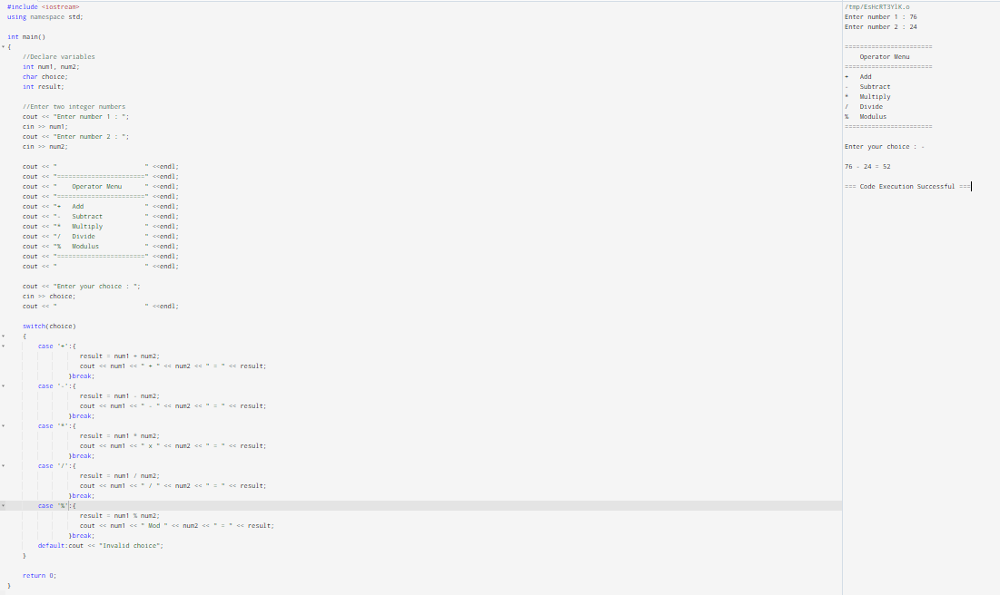 #include <iostream>
using namespace std;
int main()
{
    //Declare variables
    int num1, num2;
    char choice;
    int result;
    //Enter two integer numbers
    cout << "Enter number 1 : ";
    cin >> num1;
    cout << "Enter number 2 : ";
    cin >> num2;
    cout << "                       " <<endl;
    cout << "=======================" <<endl;
    cout << "    Operator Menu      " <<endl;
    cout << "=======================" <<endl;
    cout << "+   Add                " <<endl;
    cout << "-   Subtract           " <<endl;
    cout << "*   Multiply           " <<endl;
    cout << "/   Divide             " <<endl;
    cout << "%   Modulus            " <<endl;
    cout << "=======================" <<endl;
    cout << "                       " <<endl;
    cout << "Enter your choice : ";
    cin >> choice;
    cout << "                       " <<endl;
    switch(choice)
    {
        case '+':{
                   result = num1 + num2;
                   cout << num1 << " + " << num2 << " = " << result;
                }break;
        case '-':{
                   result = num1 - num2;
                   cout << num1 << " - " << num2 << " = " << result;
                }break;
        case '*':{
                   result = num1 * num2;
                   cout << num1 << " x " << num2 << " = " << result;
                }break;
        case '/':{
                   result = num1 / num2;
                   cout << num1 << " / " << num2 << " = " << result;
                }break;
        case '%':{
                   result = num1 % num2;
                   cout << num1 << " Mod " << num2 << " = " << result;
                }break;
        default:cout << "Invalid choice";
    }
    return 0;
}
/tmp/EsHcRT3YlK.o
Enter number 1 : 76
Enter number 2 : 24
=======================
    Operator Menu
=======================
+   Add
-   Subtract
*   Multiply
/   Divide
%   Modulus
=======================
Enter your choice : -
76 - 24 = 52
=== Code Execution Successful ===